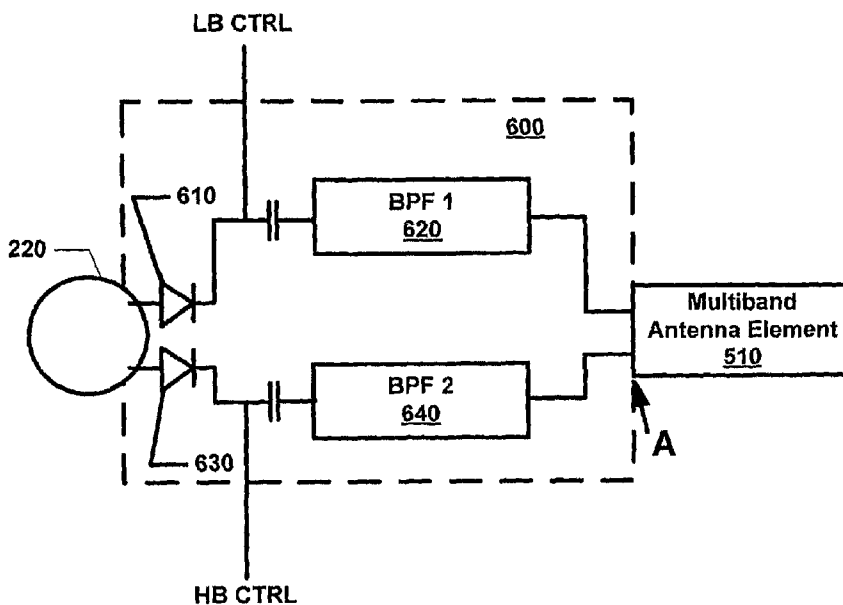 LB CTRL
600
610
BPF 1
620
220
Multiband
Antenna Element
510
BPF 2
640
A
630
HB CTRL